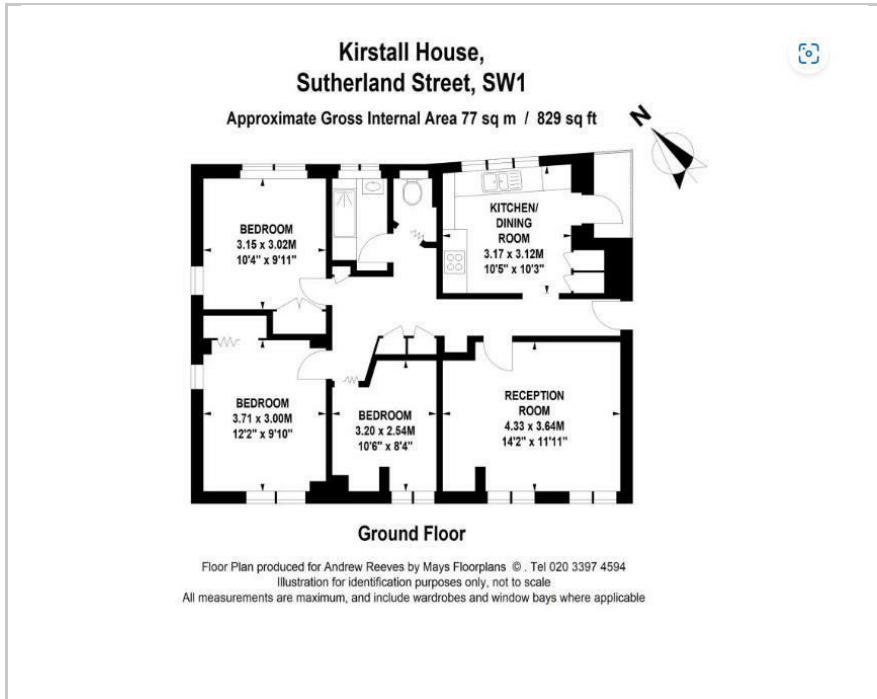 Kirstall House,
Sutherland Street, SW1
Approximate Gross Internal Area 77 sq m / 829 sq ft
N
BEDROOM
3.15 x 3.02M
10'4" x 9'11"
KITCHEN/
DINING
ROOM
3.17 x 3.12M
10'5" x 10'3"
BEDROOM
3.71 x 3.00M
12'2" x 9'10"
BEDROOM
3.20 x 2.54M
10'6" x 8'4"
RECEPTION
ROOM
4.33 x 3.64M
14'2" x 11'11"
Ground Floor
Floor Plan produced for Andrew Reeves by Mays Floorplans © . Tel 020 3397 4594
Illustration for identification purposes only, not to scale
All measurements are maximum, and include wardrobes and window bays where applicable